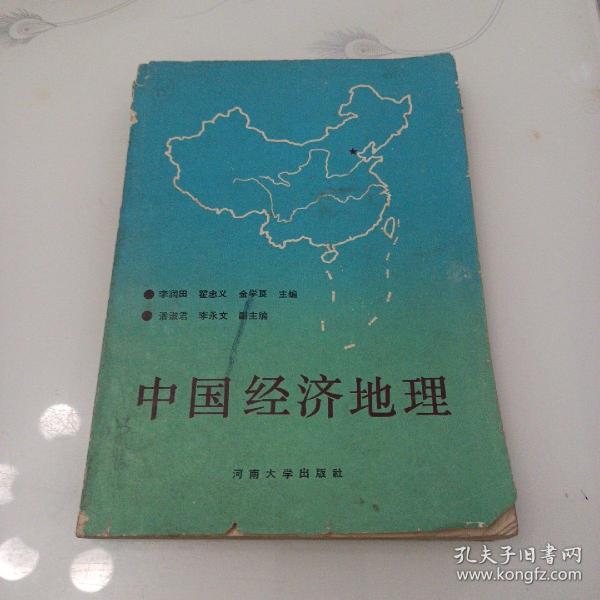 ●李润田 翟忠义 金学良 主编
●潘淑君 李永文 副主编
中国经济地理
河南大学出版社
孔夫子旧书网
www.kongfz.com